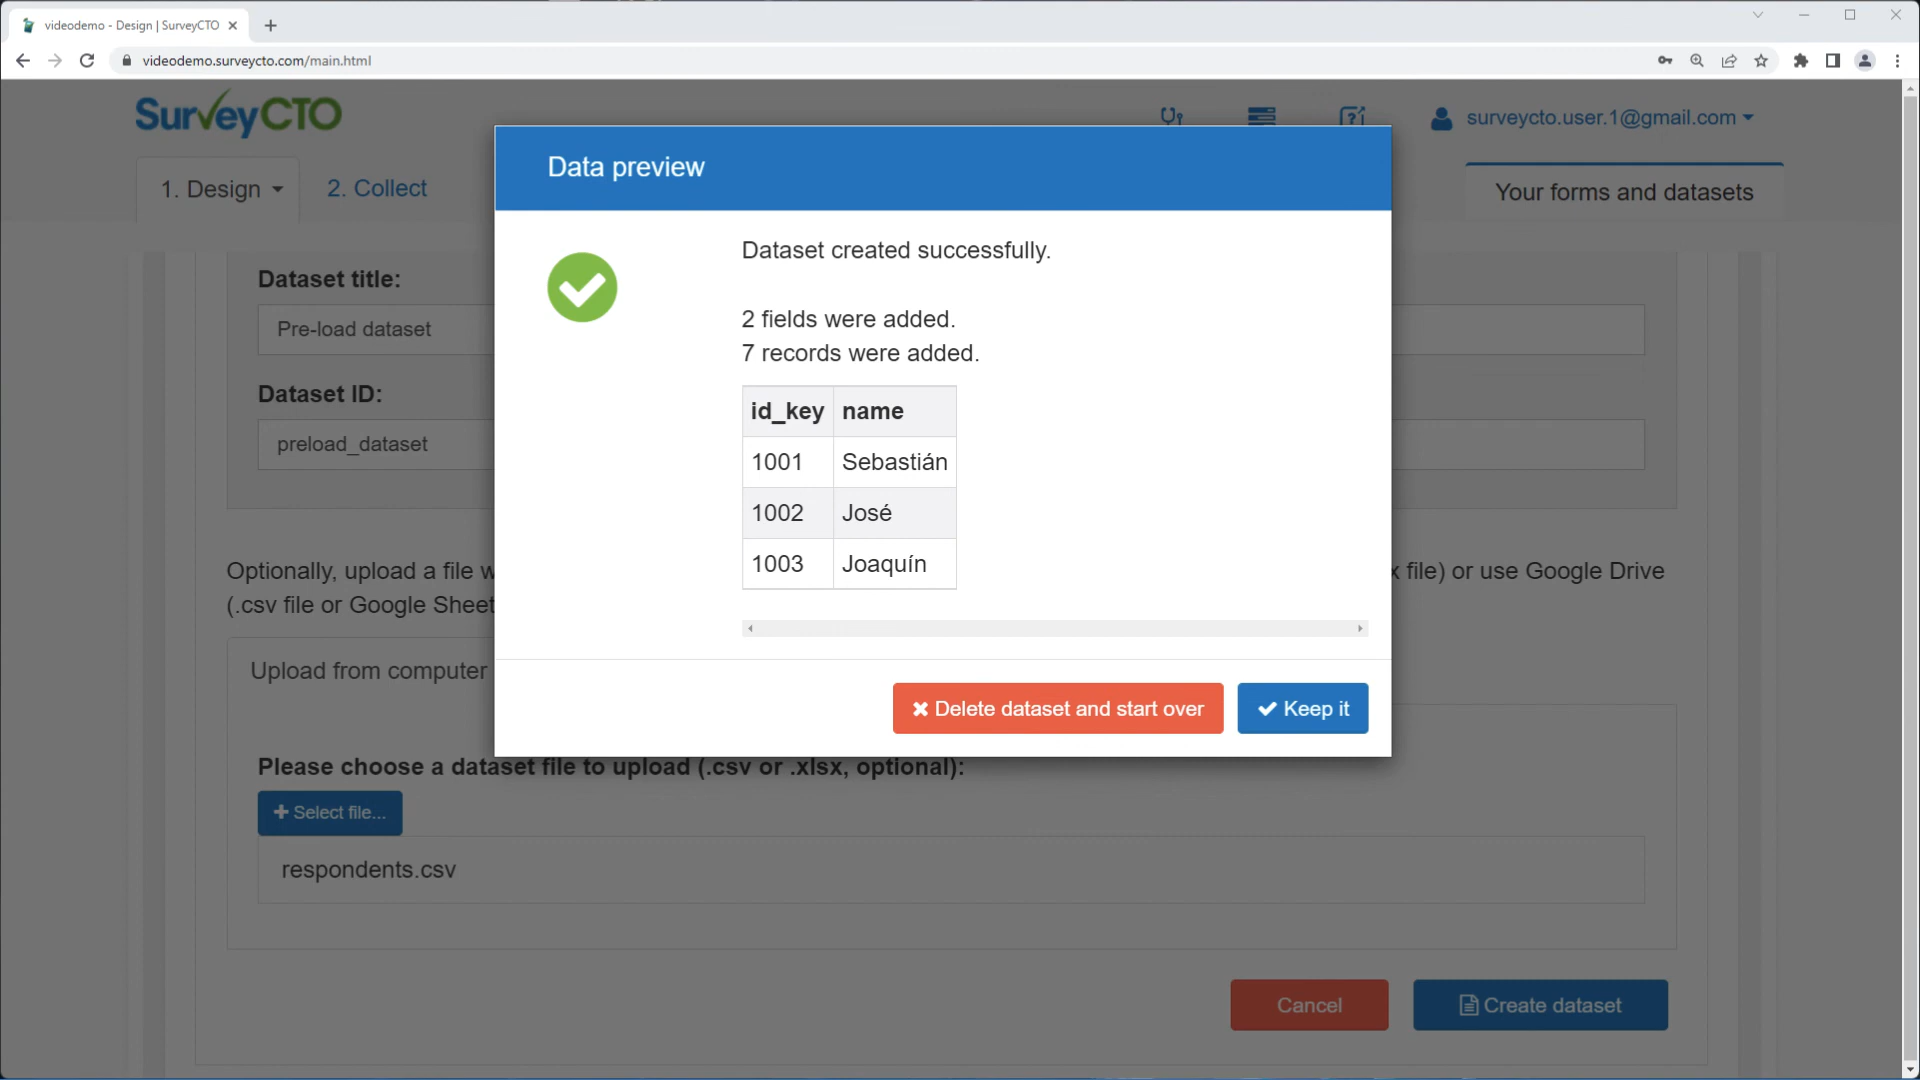 videodemo - Design | SurveyCTO
videodemo.surveycto.com/main.html
SurveyCTO
surveycto.user.1@gmail.com
1. Design
2. Collect
Your forms and datasets
Data preview
Dataset created successfully.
2 fields were added.
7 records were added.
id_key name
1001 Sebastián
1002 José
1003 Joaquín
Delete dataset and start over
Keep it
Dataset title:
Pre-load dataset
Dataset ID:
preload_dataset
Optionally, upload a file file) or use Google Drive
(.csv file or Google Sheet
Upload from computer
Please choose a dataset file to upload (.csv or .xlsx, optional):
Select file...
respondents.csv
Cancel
Create dataset